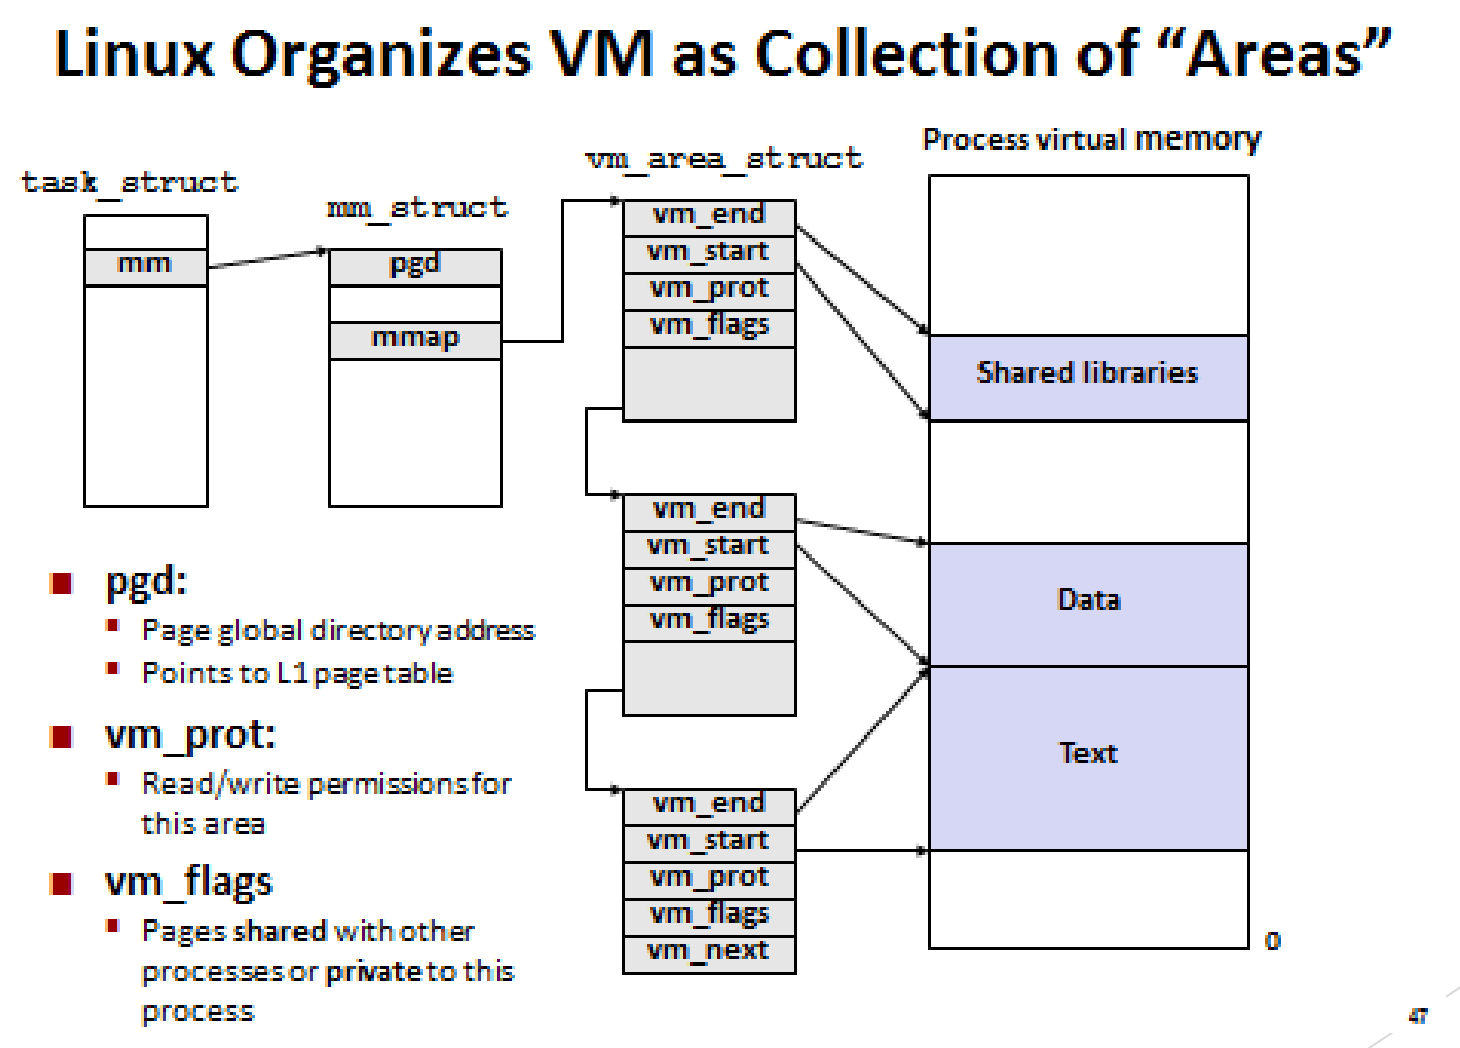 Linux Organizes VM as Collection of “Areas”
task_struct
mm
mm_struct
pgd
mmap
vm_area_struct
vm_end
vm_start
vm_prot
vm_flags
vm_end
vm_start
vm_prot
vm_flags
vm_end
vm_start
vm_prot
vm_flags
vm_next
Process virtual memory
Shared libraries
Data
Text
0
pgd:
Page global directory address
Points to L1 page table
vm_prot:
Read/write permissions for
this area
vm_flags
Pages shared with other
processes or private to this
process
47